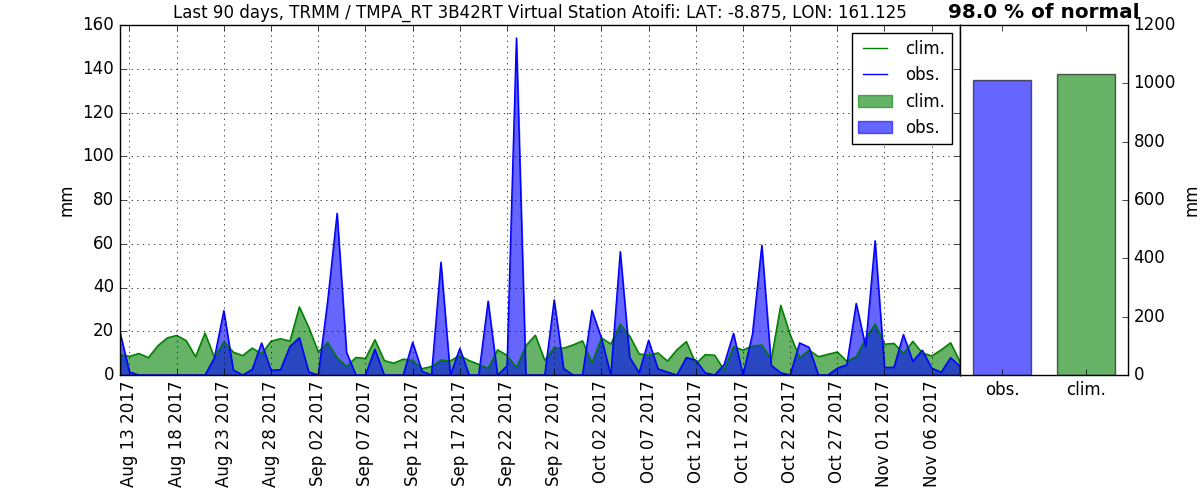 Last 90 days, TRMM / TMPA_RT 3B42RT Virtual Station Atoifi: LAT: -8.875, LON: 161.125
98.0 % of normal
160
140
120
100
80
60
40
20
0
mm
clim.
obs.
clim.
obs.
1200
1000
800
600
400
200
0
mm
Aug 13 2017
Aug 18 2017
Aug 23 2017
Aug 28 2017
Sep 02 2017
Sep 07 2017
Sep 12 2017
Sep 17 2017
Sep 22 2017
Sep 27 2017
Oct 02 2017
Oct 07 2017
Oct 12 2017
Oct 17 2017
Oct 22 2017
Oct 27 2017
Nov 01 2017
Nov 06 2017
obs.
clim.